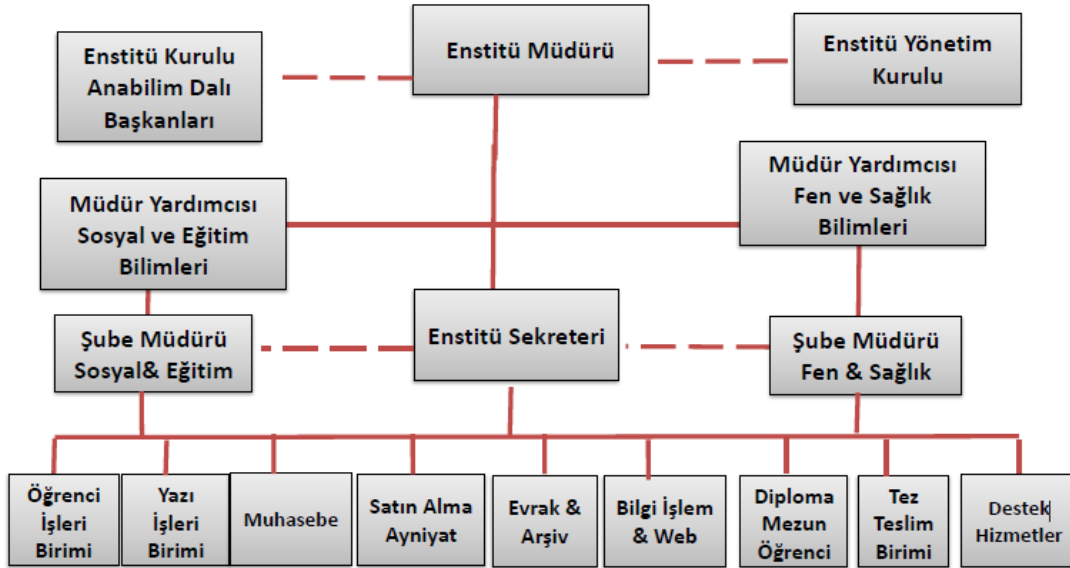 Enstitü Kurulu
Anabilim Dalı
Başkanları
Enstitü Müdürü
Enstitü Yönetim
Kurulu
Müdür Yardımcısı
Sosyal ve Eğitim
Bilimleri
Müdür Yardımcısı
Fen ve Sağlık
Bilimleri
Şube Müdürü
Sosyal& Eğitim
Enstitü Sekreteri
Şube Müdürü
Fen & Sağlık
Öğrenci
İşleri
Birimi
Yazı
İşleri
Birimi
Muhasebe
Satın Alma
Ayniyat
Evrak &
Arşiv
Bilgi İşlem
& Web
Diploma
Mezun
Öğrenci
Tez
Teslim
Birimi
Destek
Hizmetler